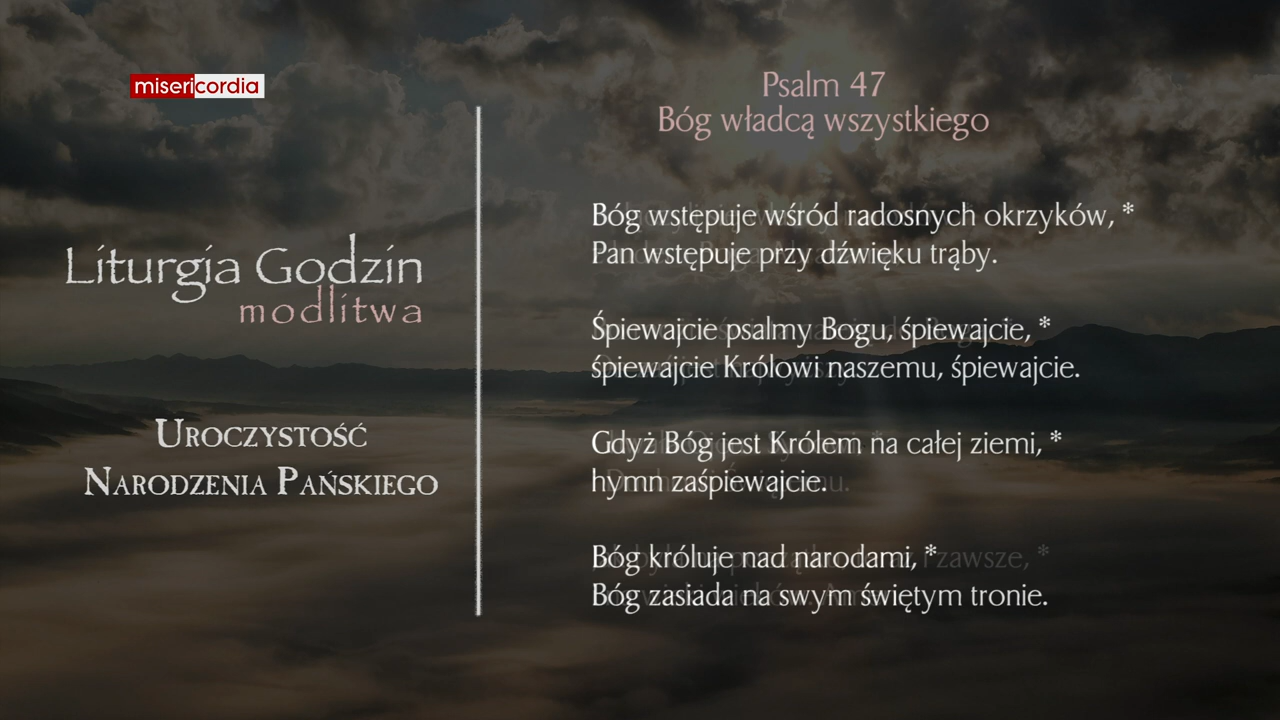 misericordia
Liturgia Godzin
modlitwa
Uroczystość
Narodzenia Pańskiego
Psalm 47
Bóg władcą wszystkiego
Bóg wstępuje wśród radosnych okrzyków, *
Pan wstępuje przy dźwięku trąby.
Śpiewajcie psalmy Bogu, śpiewajcie, *
śpiewajcie Królowi naszemu, śpiewajcie.
Gdyż Bóg jest Królem na całej ziemi, *
hymn zaśpiewajcie.
Bóg króluje nad narodami, *
Bóg zasiada na swym świętym tronie.
zawsze, *